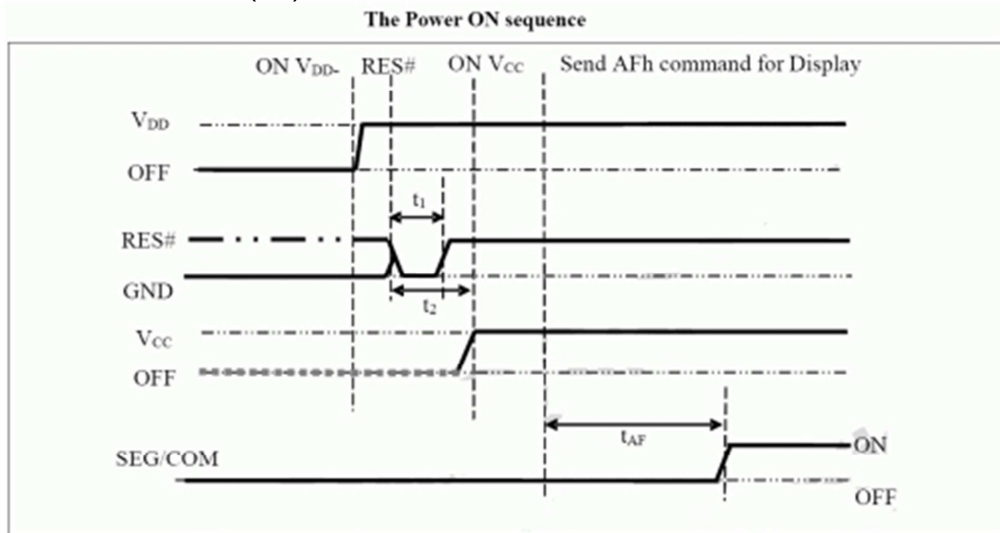 The Power ON sequence
ON VDD- RES# ON VCC Send AFh command for Display
VDD
OFF
t1
RES#
GND
t2
VCC
OFF
tAF
ON
SEG/COM
OFF